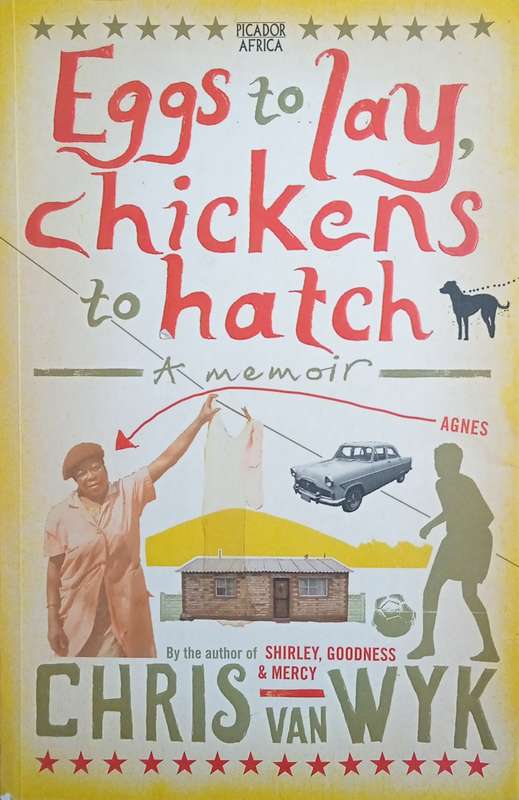 PICADOR
AFRICA
Eggs to lay,
chickens
to hatch
A memoir
AGNES
By the author of SHIRLEY, GOODNESS
& MERCY
CHRIS VAN WYK